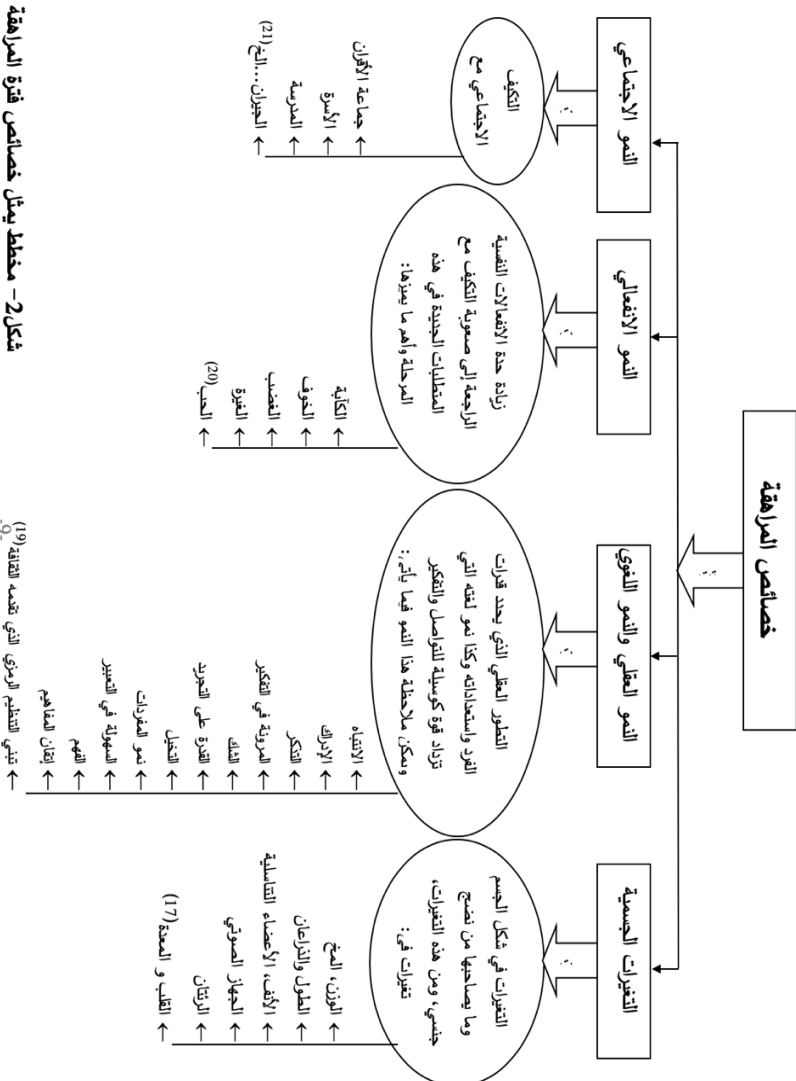 خصائص المراهقة
التغيرات الجسمية
التغيرات في شكل الجسم
وما يصاحبها من نضج
جنسي، ومن هذه التغيرات،
تغيرات في:
الوزن، المخ
الطول والذراعان
الأنف، الأعضاء التناسلية
الجهاز الصوتي
الرئتان
القلب و المعدة(17)
النمو العقلي والنمو اللغوي
التطور العقلي الذي يحدد قدرات
الفرد واستعداداته وكذا نمو لغته التي
تزداد قوة كوسيلة للتواصل والتفكير
ويمكن ملاحظة هذا النمو فيما يأتي:
الانتباه
الإدراك
التذكر
المرونة في التفكير
الشك
القدرة على التجريد
التخيل
نمو المفردات
السهولة في التعبير
الفهم
إتقان المفاهيم
تبني التنظيم الرمزي الذي تقدمه الثقافة(19)
النمو الانفعالي
زيادة حدة الانفعالات النفسية
الراجعة إلى صعوبة التكيف مع
المتطلبات الجديدة في هذه
المرحلة وأهم ما يميزها:
الكآبة
الخوف
الغضب
الغيرة
الحب(20)
النمو الاجتماعي
التكيف
الاجتماعي مع
جماعة الأقران
الأسرة
المدرسة
الجيران...الخ(21)
شكل2- مخطط يمثل خصائص فترة المراهقة
-9-